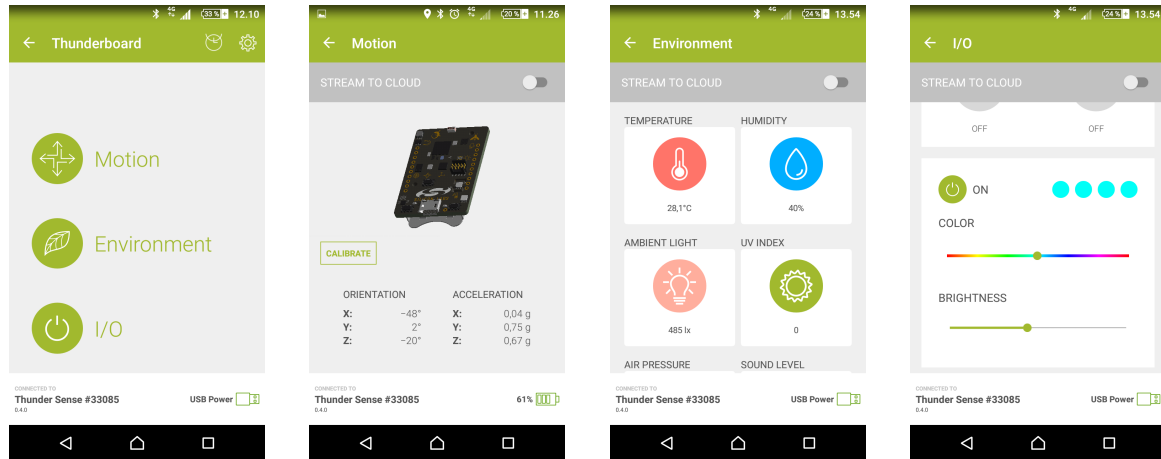 4G 33% 12.10
Thunderboard
Motion
Environment
I/O
CONNECTED TO
Thunder Sense #33085
USB Power
0.4.0
4G 20% 11.26
Motion
STREAM TO CLOUD
CALIBRATE
ORIENTATION ACCELERATION
X: −48° X: 0,04 g
Y: 2° Y: 0,75 g
Z: −20° Z: 0,67 g
CONNECTED TO
Thunder Sense #33085
61%
0.4.0
4G 24% 13.54
Environment
STREAM TO CLOUD
TEMPERATURE HUMIDITY
28,1°C 40%
AMBIENT LIGHT UV INDEX
485 lx 0
AIR PRESSURE SOUND LEVEL
CONNECTED TO
Thunder Sense #33085
USB Power
0.4.0
4G 24% 13.54
I/O
STREAM TO CLOUD
OFF OFF
ON
COLOR
BRIGHTNESS
CONNECTED TO
Thunder Sense #33085
USB Power
0.4.0